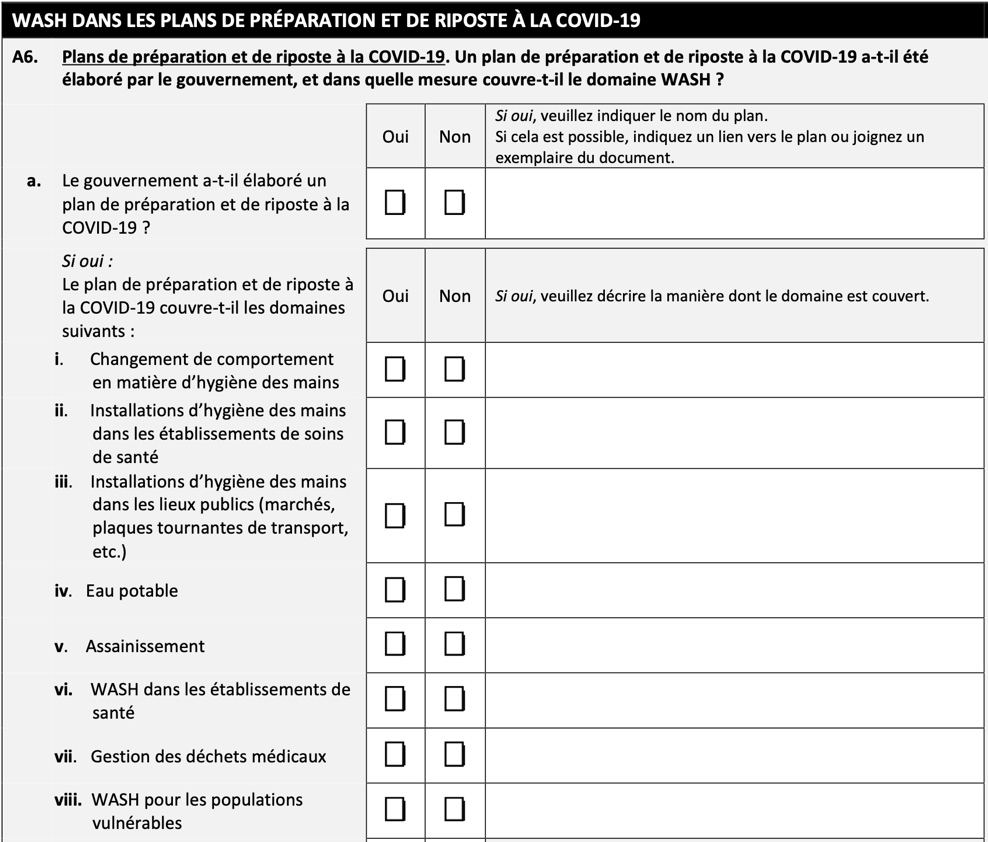 WASH DANS LES PLANS DE PRÉPARATION ET DE RIPOSTE À LA COVID-19
A6. Plans de préparation et de riposte à la COVID-19. Un plan de préparation et de riposte à la COVID-19 a-t-il été
élaboré par le gouvernement, et dans quelle mesure couvre-t-il le domaine WASH ?
Oui Non
Si oui, veuillez indiquer le nom du plan.
Si cela est possible, indiquez un lien vers le plan ou joignez un
exemplaire du document.
a. Le gouvernement a-t-il élaboré un
plan de préparation et de riposte à la
COVID-19 ?
Si oui :
Le plan de préparation et de riposte à
la COVID-19 couvre-t-il les domaines
suivants :
Oui Non Si oui, veuillez décrire la manière dont le domaine est couvert.
i. Changement de comportement
en matière d’hygiène des mains
ii. Installations d’hygiène des mains
dans les établissements de soins
de santé
iii. Installations d’hygiène des mains
dans les lieux publics (marchés,
plaques tournantes de transport,
etc.)
iv. Eau potable
v. Assainissement
vi. WASH dans les établissements de
santé
vii. Gestion des déchets médicaux
viii. WASH pour les populations
vulnérables